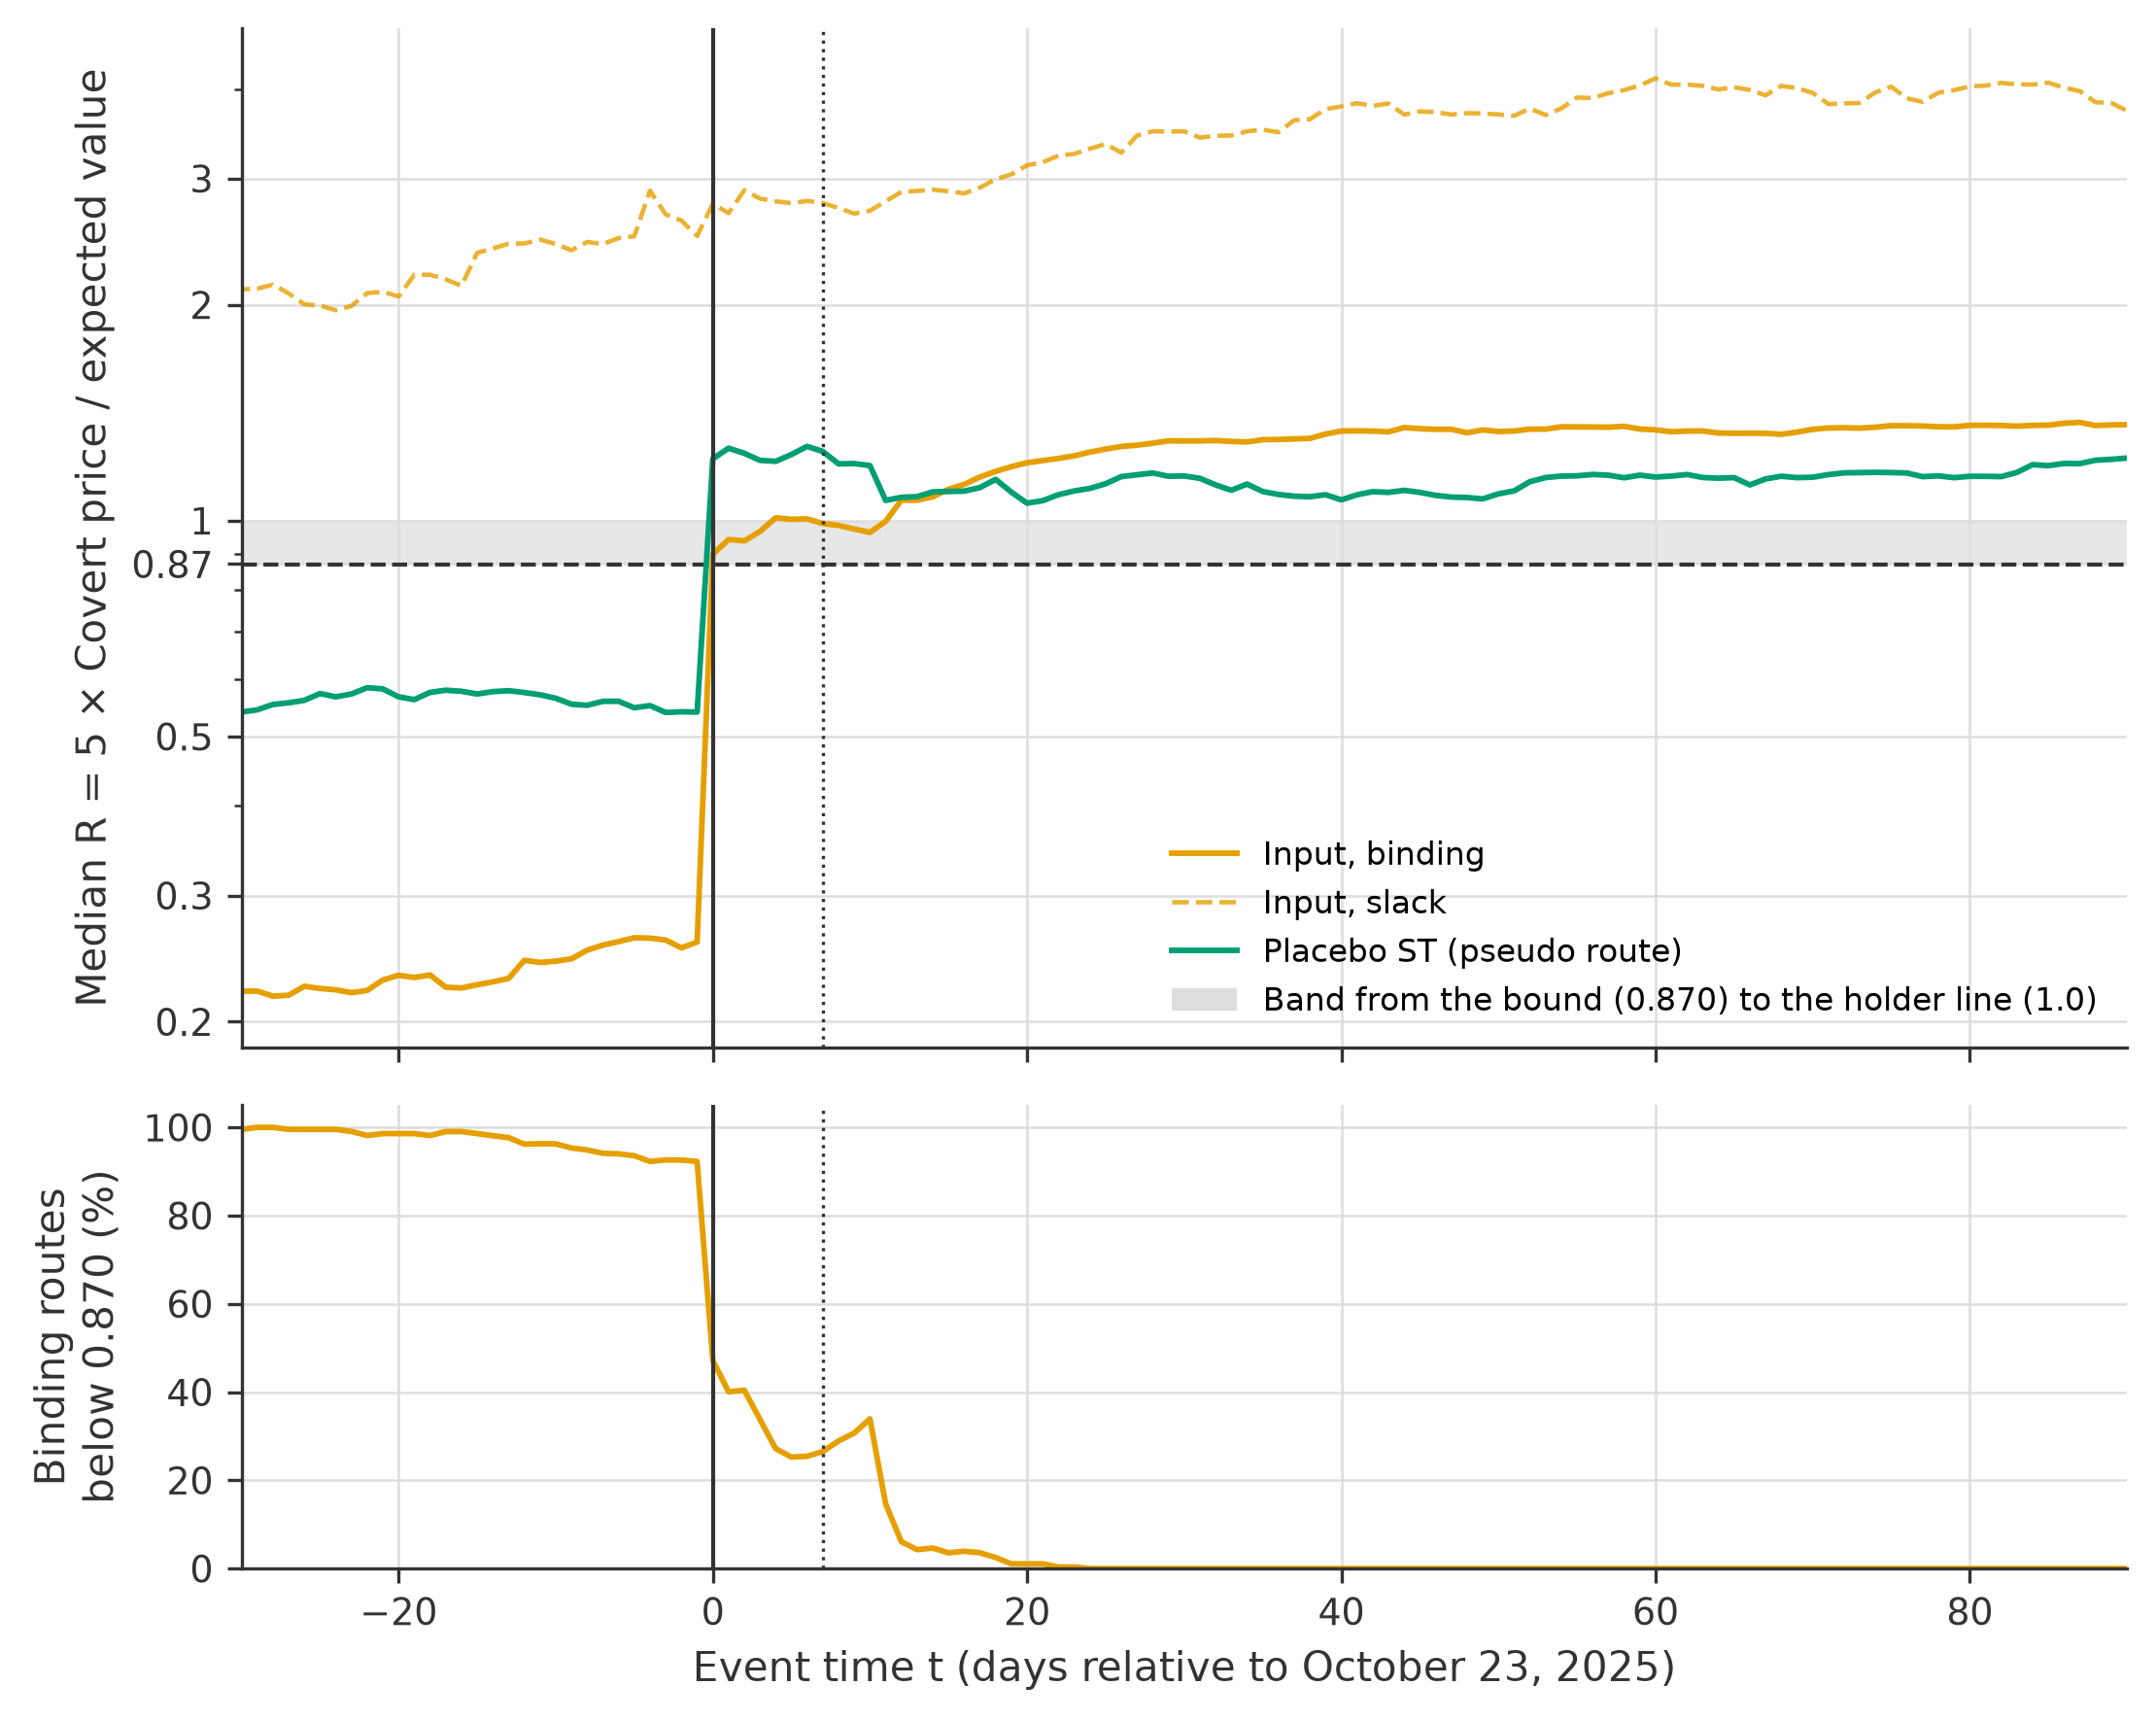 Median R = 5 × Covert price / expected value
3
2
1
0.87
0.5
0.3
0.2
Input, binding
Input, slack
Placebo ST (pseudo route)
Band from the bound (0.870) to the holder line (1.0)
Binding routes
below 0.870 (%)
100
80
60
40
20
0
−20
0
20
40
60
80
Event time t (days relative to October 23, 2025)